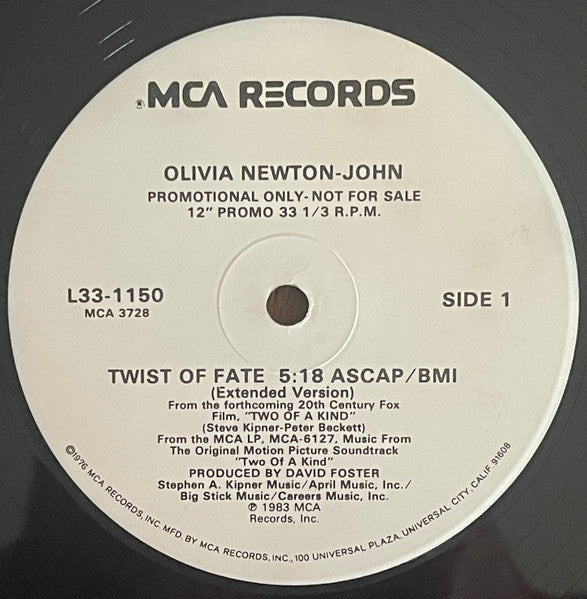 MCA RECORDS
OLIVIA NEWTON-JOHN
PROMOTIONAL ONLY-NOT FOR SALE
12" PROMO 33 1/3 R.P.M.
L33-1150
MCA 3728
SIDE 1
TWIST OF FATE 5:18 ASCAP/BMI
(Extended Version)
From the forthcoming 20th Century Fox
Film, "TWO OF A KIND"
(Steve Kipner-Peter Beckett)
From the MCA LP, MCA-6127, Music From
The Original Motion Picture Soundtrack
"Two Of A Kind"
PRODUCED BY DAVID FOSTER
Stephen A. Kipner Music/April Music, Inc./
Big Stick Music/Careers Music, Inc.
℗ 1983 MCA
Records, Inc.
©1976 MCA RECORDS, INC. MFD. BY MCA RECORDS, INC., 100 UNIVERSAL PLAZA, UNIVERSAL CITY, CALIF. 91608